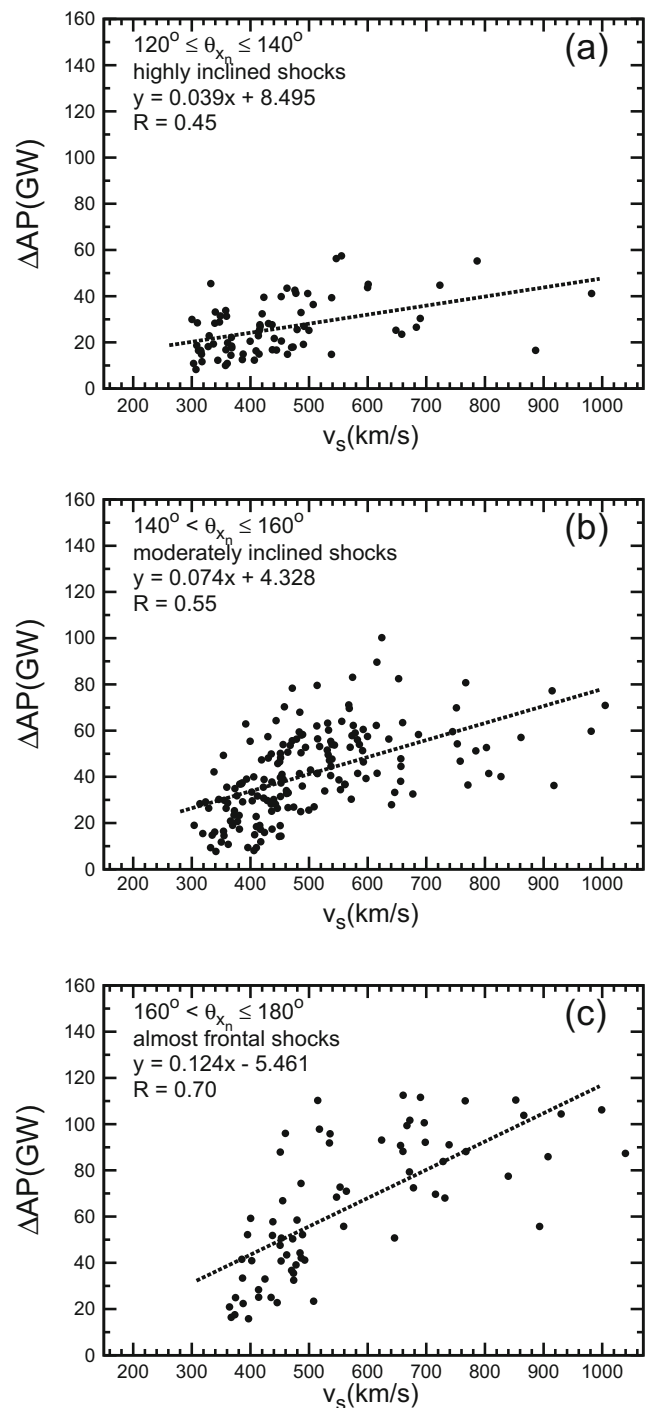 (a)
120° ≤ θxn ≤ 140°
highly inclined shocks
y = 0.039x + 8.495
R = 0.45
160
140
120
100
80
60
40
20
0
ΔAP(GW)
200 300 400 500 600 700 800 900 1000
vs(km/s)
(b)
140° < θxn ≤ 160°
moderately inclined shocks
y = 0.074x + 4.328
R = 0.55
160
140
120
100
80
60
40
20
0
ΔAP(GW)
200 300 400 500 600 700 800 900 1000
vs(km/s)
(c)
160° < θxn ≤ 180°
almost frontal shocks
y = 0.124x - 5.461
R = 0.70
160
140
120
100
80
60
40
20
0
ΔAP(GW)
200 300 400 500 600 700 800 900 1000
vs(km/s)